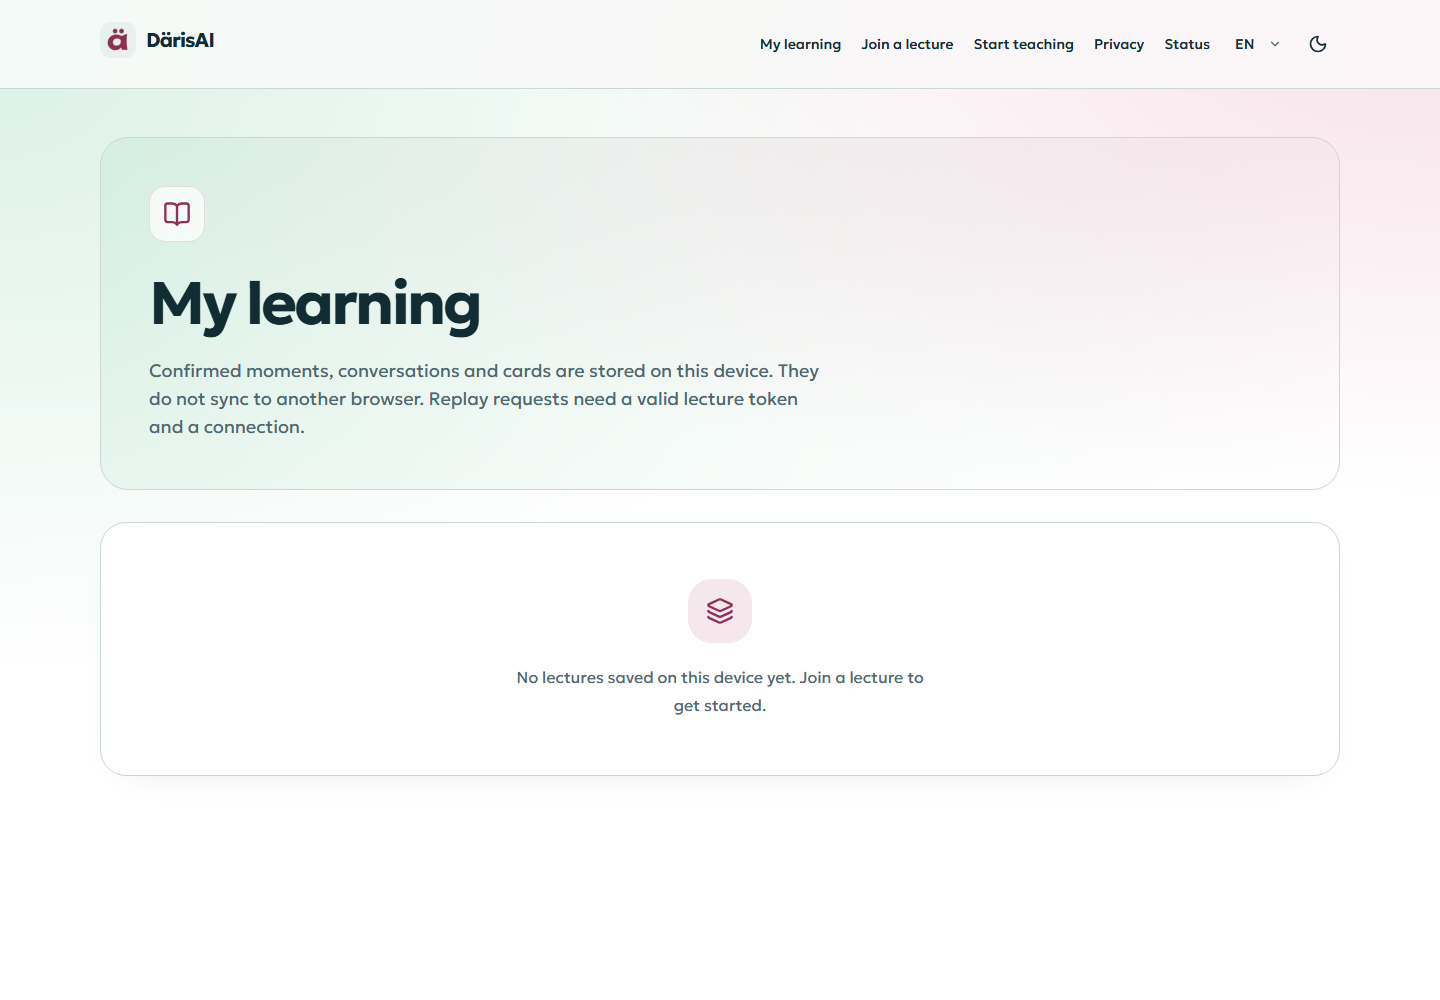 ä DärisAI
My learning Join a lecture Start teaching Privacy Status EN
My learning
Confirmed moments, conversations and cards are stored on this device. They
do not sync to another browser. Replay requests need a valid lecture token
and a connection.
No lectures saved on this device yet. Join a lecture to
get started.